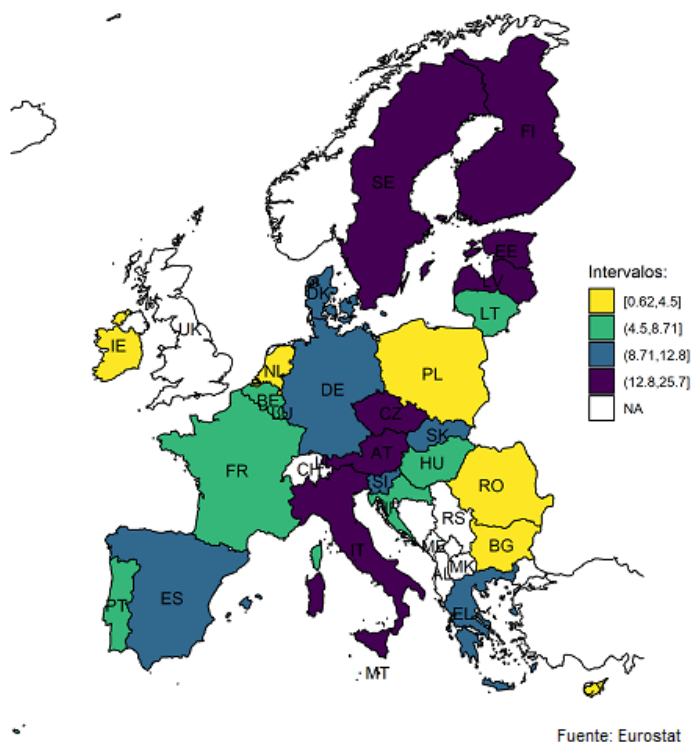 FI
SE
EE
LV
Intervalos:
[0.62,4.5]
LT
(4.5,8.71]
DK
(8.71,12.8]
UK
IE
(12.8,25.7]
NL
PL
DE
NA
BE
LU
CZ
SK
AT
HU
FR
CH
SI
RO
HR
RS
IT
ME
BG
MK
AL
ES
PT
EL
MT
CY
Fuente: Eurostat